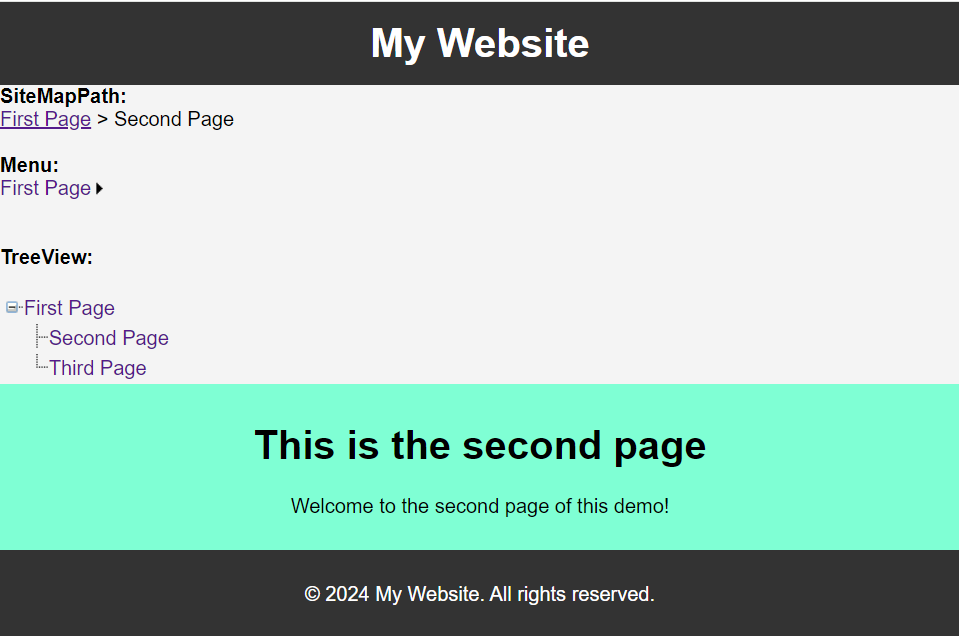 My Website
SiteMapPath:
First Page > Second Page
Menu:
First Page
TreeView:
First Page
Second Page
Third Page
This is the second page
Welcome to the second page of this demo!
© 2024 My Website. All rights reserved.